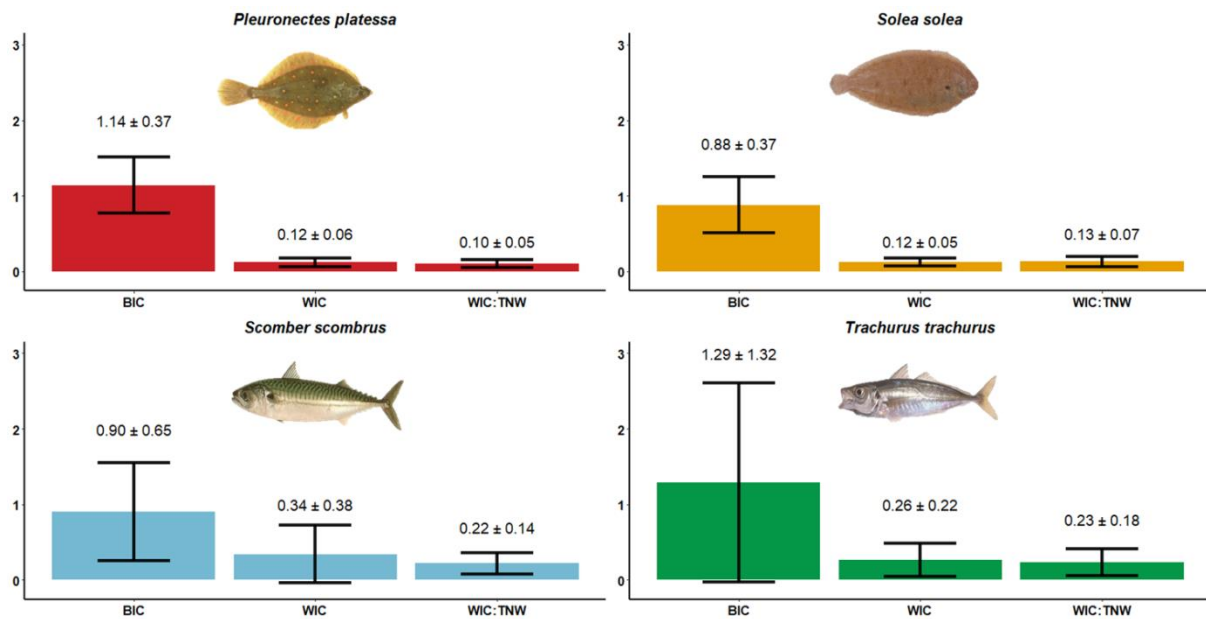 Pleuronectes platessa
3
2
1
0
1.14 ± 0.37
0.12 ± 0.06
0.10 ± 0.05
BIC WIC WIC:TNW
Solea solea
3
2
1
0
0.88 ± 0.37
0.12 ± 0.05
0.13 ± 0.07
BIC WIC WIC:TNW
Scomber scombrus
3
2
1
0
0.90 ± 0.65
0.34 ± 0.38
0.22 ± 0.14
BIC WIC WIC:TNW
Trachurus trachurus
3
2
1
0
1.29 ± 1.32
0.26 ± 0.22
0.23 ± 0.18
BIC WIC WIC:TNW